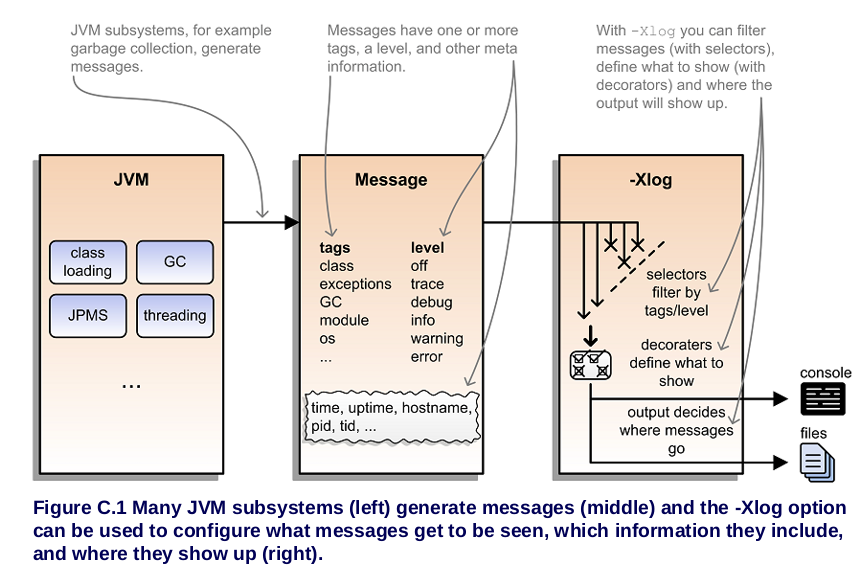 JVM subsystems, for example
garbage collection, generate
messages.
Messages have one or more
tags, a level, and other meta
information.
With -Xlog you can filter
messages (with selectors),
define what to show (with
decorators) and where the
output will show up.
JVM
class
loading
GC
JPMS
threading
...
Message
tags
class
exceptions
GC
module
os
...
level
off
trace
debug
info
warning
error
time, uptime, hostname,
pid, tid, ...
-Xlog
selectors
filter by
tags/level
decoraters
define what to
show
output decides
where messages
go
console
files
Figure C.1 Many JVM subsystems (left) generate messages (middle) and the -Xlog option
can be used to configure what messages get to be seen, which information they include,
and where they show up (right).